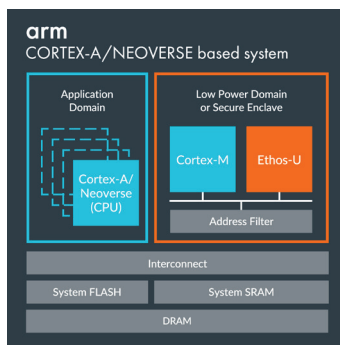 arm
CORTEX-A/NEOVERSE based system
Application
Domain
Cortex-A/
Neoverse
(CPU)
Low Power Domain
or Secure Enclave
Cortex-M
Ethos-U
Address Filter
Interconnect
System FLASH
System SRAM
DRAM